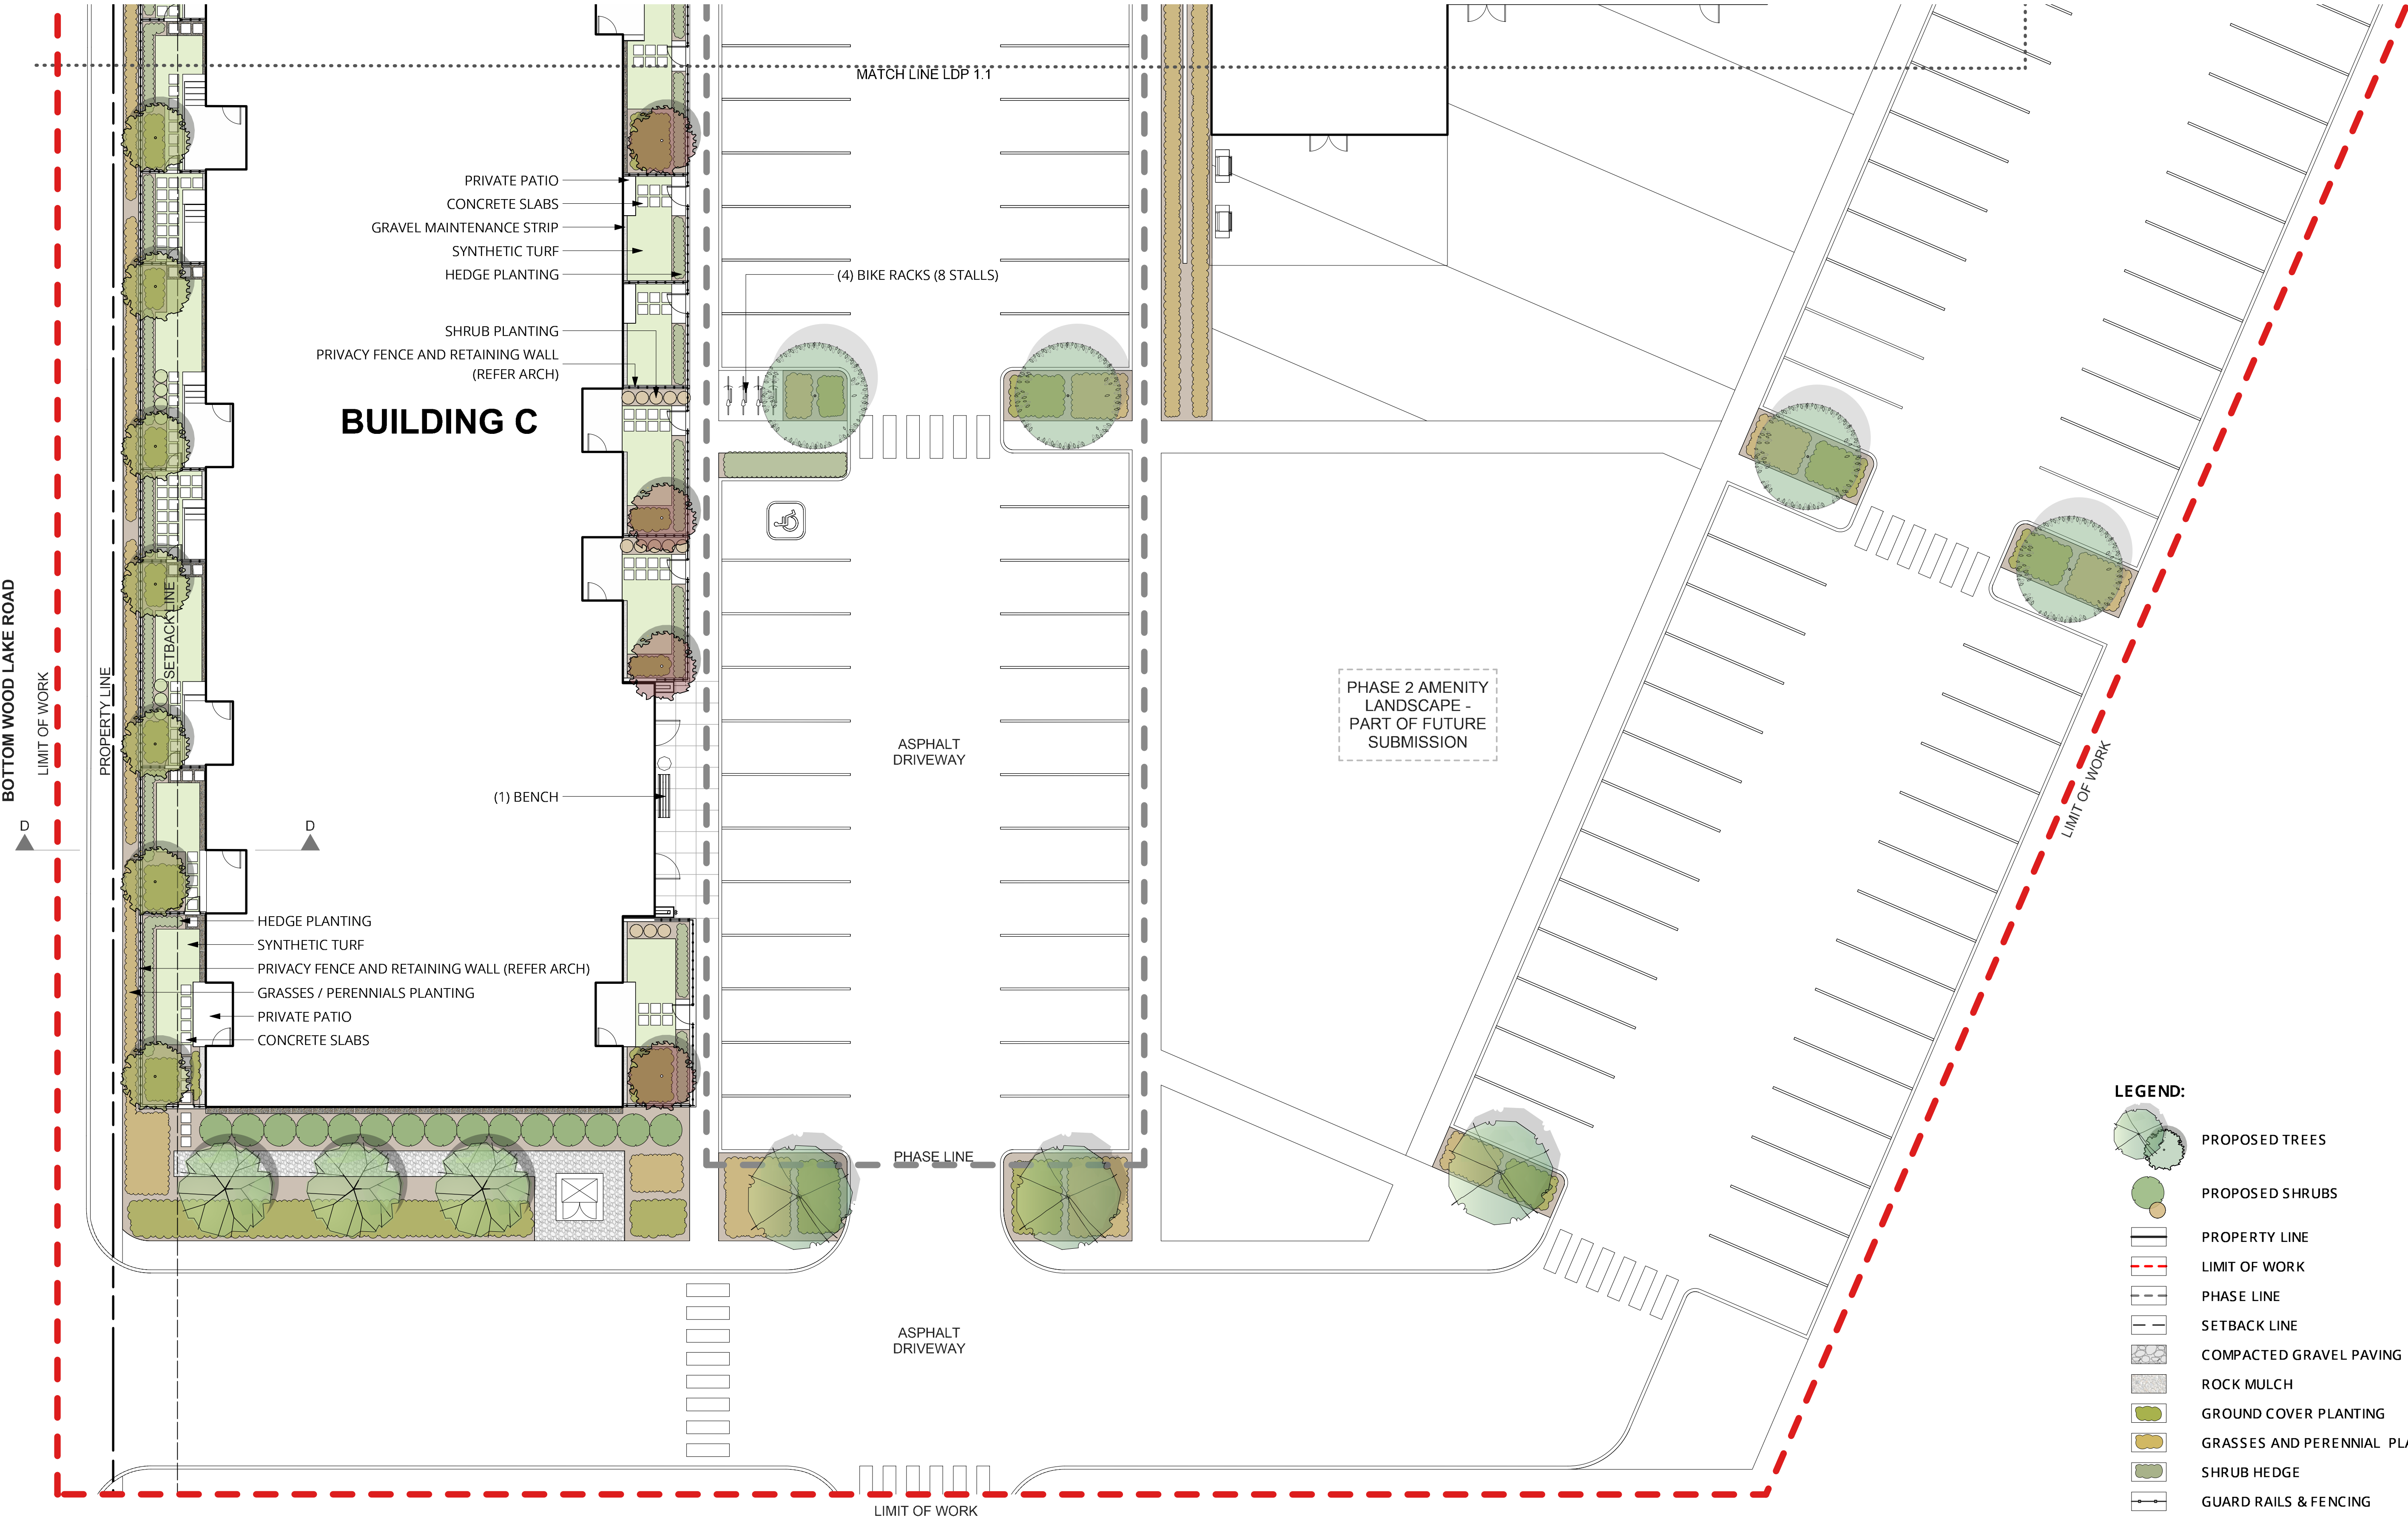 MATCH LINE LDP 1.1
PRIVATE PATIO
CONCRETE SLABS
GRAVEL MAINTENANCE STRIP
SYNTHETIC TURF
HEDGE PLANTING
(4) BIKE RACKS (8 STALLS)
SHRUB PLANTING
PRIVACY FENCE AND RETAINING WALL
(REFER ARCH)
BUILDING C
BOTTOM WOOD LAKE ROAD
LIMIT OF WORK
PROPERTY LINE
SETBACK LINE
PHASE 2 AMENITY
LANDSCAPE -
PART OF FUTURE
SUBMISSION
ASPHALT
DRIVEWAY
(1) BENCH
LIMIT OF WORK
D
D
HEDGE PLANTING
SYNTHETIC TURF
PRIVACY FENCE AND RETAINING WALL (REFER ARCH)
GRASSES / PERENNIALS PLANTING
PRIVATE PATIO
CONCRETE SLABS
PHASE LINE
ASPHALT
DRIVEWAY
LIMIT OF WORK
LEGEND:
PROPOSED TREES
PROPOSED SHRUBS
PROPERTY LINE
LIMIT OF WORK
PHASE LINE
SETBACK LINE
COMPACTED GRAVEL PAVING
ROCK MULCH
GROUND COVER PLANTING
GRASSES AND PERENNIAL
SHRUB HEDGE
GUARD RAILS & FENCING